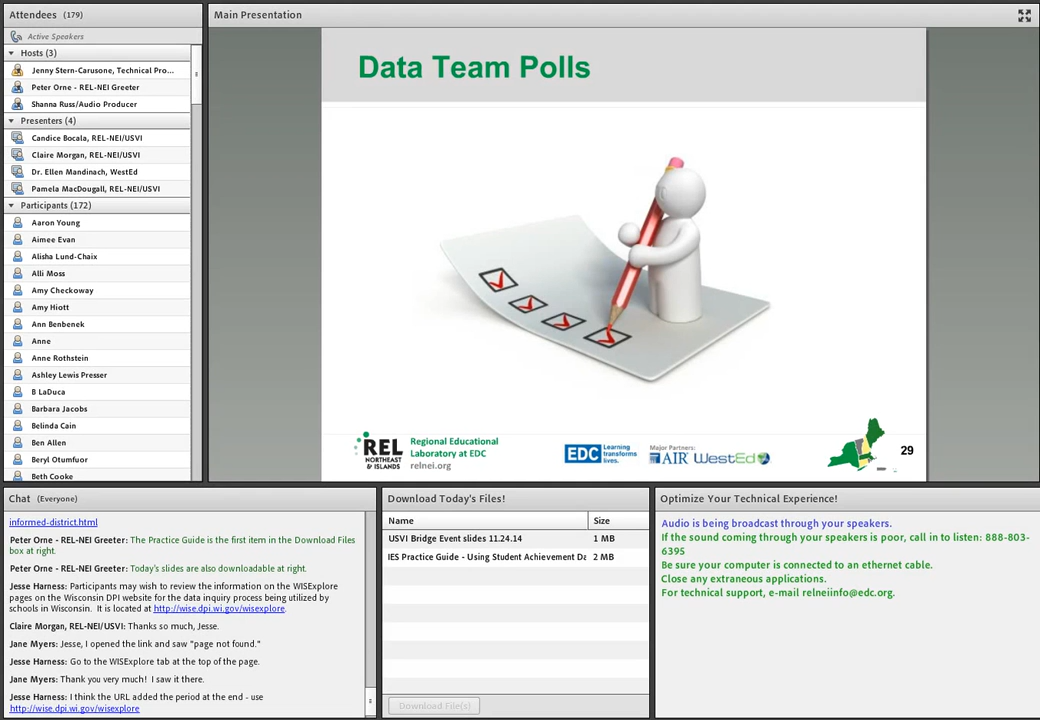 Attendees (179)
Active Speakers
Hosts (3)
Jenny Stern-Carusone, Technical Pro...
Peter Orne - REL-NEI Greeter
Shanna Russ/Audio Producer
Presenters (4)
Candice Bocala, REL-NEI/USVI
Claire Morgan, REL-NEI/USVI
Dr. Ellen Mandinach, WestEd
Pamela MacDougall, REL-NEI/USVI
Participants (172)
Aaron Young
Aimee Evan
Alisha Lund-Chaix
Alli Moss
Amy Checkoway
Amy Hiott
Ann Benbenek
Anne
Anne Rothstein
Ashley Lewis Presser
B LaDuca
Barbara Jacobs
Belinda Cain
Ben Allen
Beryl Otumfuor
Beth Cooke
Main Presentation
Data Team Polls
REL
NORTHEAST
& ISLANDS
Regional Educational
Laboratory at EDC
relnei.org
EDC
Learning
transforms
lives.
Major Partners:
AIR WestEd
29
Chat (Everyone)
informed-district.html
Peter Orne - REL-NEI Greeter: The Practice Guide is the first item in the Download Files
box at right.
Peter Orne - REL-NEI Greeter: Today's slides are also downloadable at right.
Jesse Harness: Participants may wish to review the information on the WISExplore
pages on the Wisconsin DPI website for the data inquiry process being utilized by
schools in Wisconsin. It is located at http://wise.dpi.wi.gov/wisexplore.
Claire Morgan, REL-NEI/USVI: Thanks so much, Jesse.
Jane Myers: Jesse, I opened the link and saw "page not found."
Jesse Harness: Go to the WISExplore tab at the top of the page.
Jane Myers: Thank you very much! I saw it there.
Jesse Harness: I think the URL added the period at the end - use
http://wise.dpi.wi.gov/wisexplore
Download Today's Files!
Name Size
USVI Bridge Event slides 11.24.14 1 MB
IES Practice Guide - Using Student Achievement Da 2 MB
Download File(s)
Optimize Your Technical Experience!
Audio is being broadcast through your speakers.
If the sound coming through your speakers is poor, call in to listen: 888-803-
6395
Be sure your computer is connected to an ethernet cable.
Close any extraneous applications.
For technical support, e-mail relneiinfo@edc.org.